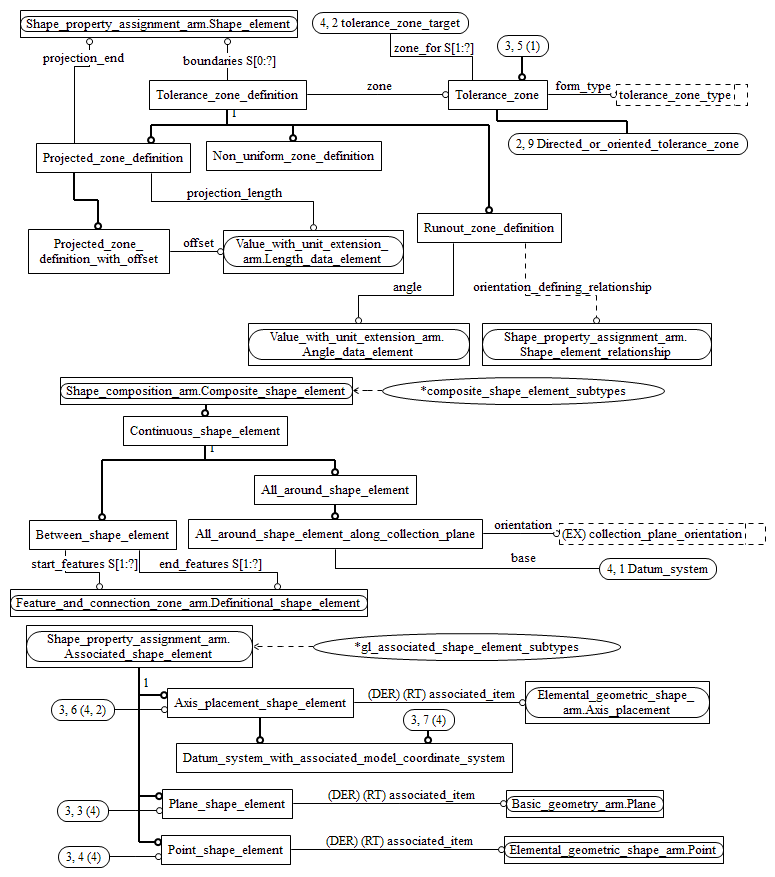 Shape_property_assignment_arm.Shape_element
4, 2 tolerance_zone_target
projection_end
boundaries S[0:?]
zone_for S[1:?]
3, 5 (1)
Tolerance_zone_definition
zone
Tolerance_zone
form_type
tolerance_zone_type
1
2, 9 Directed_or_oriented_tolerance_zone
Projected_zone_definition
Non_uniform_zone_definition
projection_length
Runout_zone_definition
Projected_zone_
definition_with_offset
offset
Value_with_unit_extension_
arm.Length_data_element
angle
orientation_defining_relationship
Value_with_unit_extension_arm.
Angle_data_element
Shape_property_assignment_arm.
Shape_element_relationship
Shape_composition_arm.Composite_shape_element
*composite_shape_element_subtypes
Continuous_shape_element
1
All_around_shape_element
Between_shape_element
All_around_shape_element_along_collection_plane
orientation
(EX) collection_plane_orientation
start_features S[1:?]
end_features S[1:?]
base
4, 1 Datum_system
Feature_and_connection_zone_arm.Definitional_shape_element
Shape_property_assignment_arm.
Associated_shape_element
*gl_associated_shape_element_subtypes
1
3, 6 (4, 2)
Axis_placement_shape_element
(DER) (RT) associated_item
Elemental_geometric_shape_
arm.Axis_placement
3, 7 (4)
Datum_system_with_associated_model_coordinate_system
3, 3 (4)
Plane_shape_element
(DER) (RT) associated_item
Basic_geometry_arm.Plane
3, 4 (4)
Point_shape_element
(DER) (RT) associated_item
Elemental_geometric_shape_arm.Point